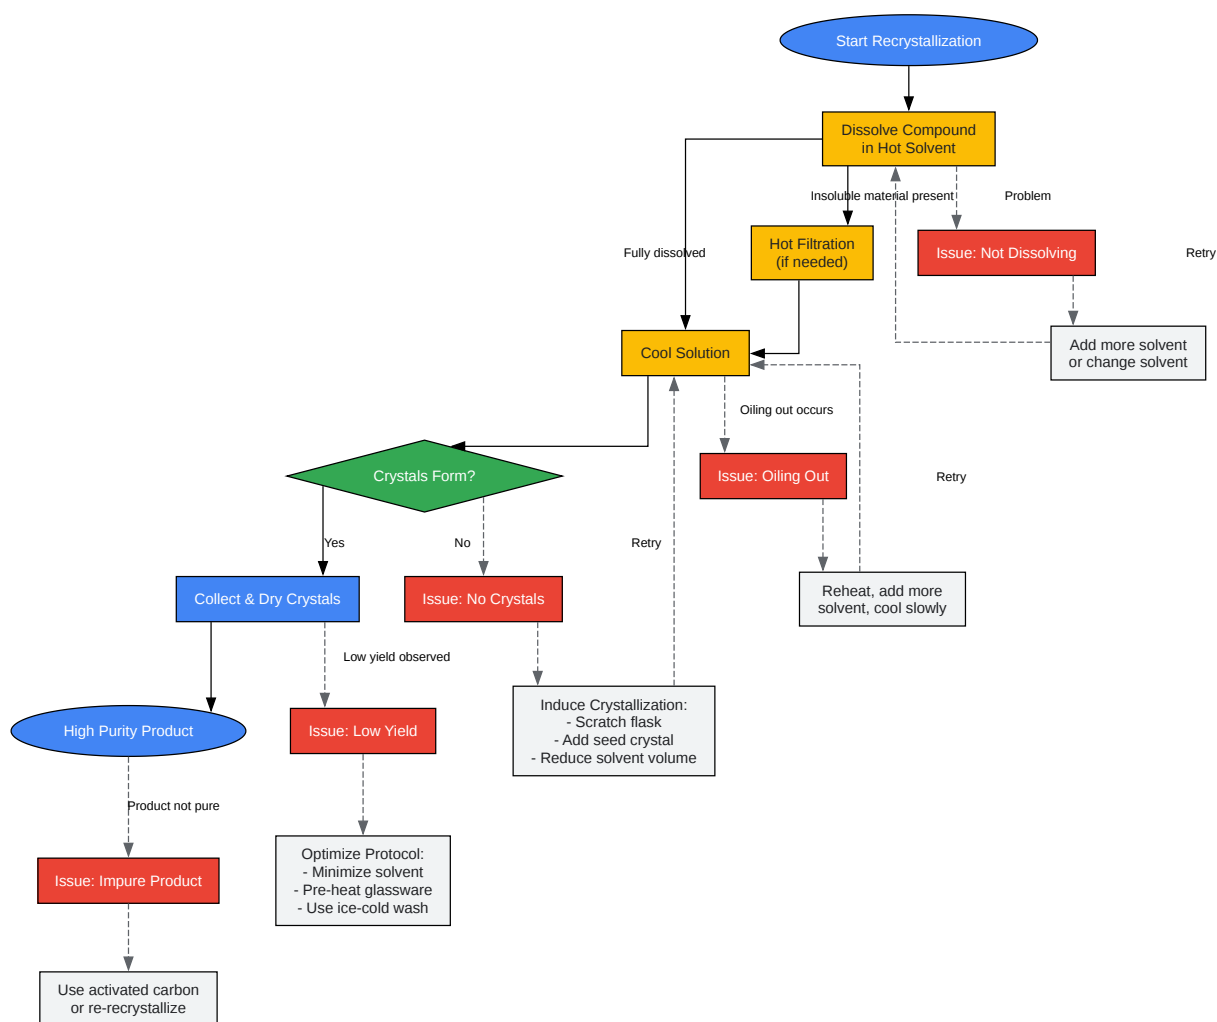 Start Recrystallization
Dissolve Compound
in Hot Solvent
Insoluble material present
Problem
Fully dissolved
Hot Filtration
(if needed)
Issue: Not Dissolving
Retry
Cool Solution
Add more solvent
or change solvent
Oiling out occurs
Crystals Form?
Issue: Oiling Out
Retry
Yes
No
Retry
Collect & Dry Crystals
Issue: No Crystals
Reheat, add more
solvent, cool slowly
Low yield observed
High Purity Product
Issue: Low Yield
Induce Crystallization:
- Scratch flask
- Add seed crystal
- Reduce solvent volume
Product not pure
Issue: Impure Product
Optimize Protocol:
- Minimize solvent
- Pre-heat glassware
- Use ice-cold wash
Use activated carbon
or re-recrystallize